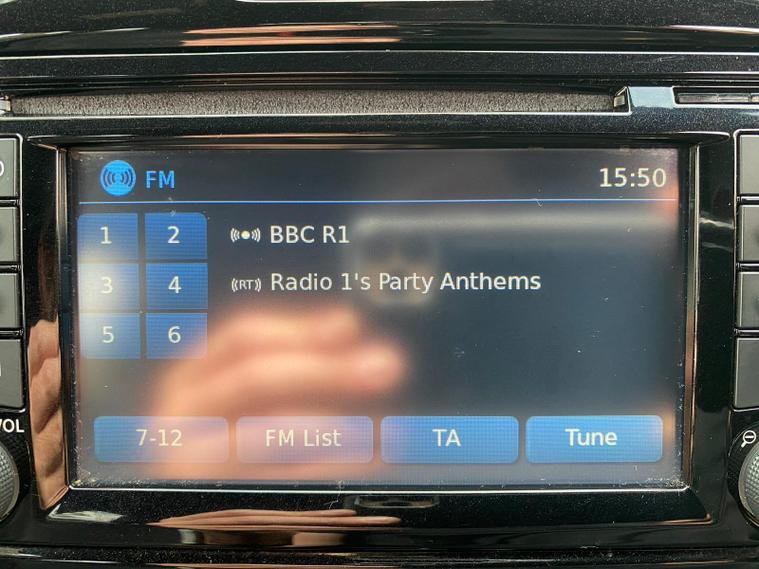 FM
15:50
1 2
BBC R1
3 4
(RT) Radio 1's Party Anthems
5 6
7-12 FM List TA Tune
VOL